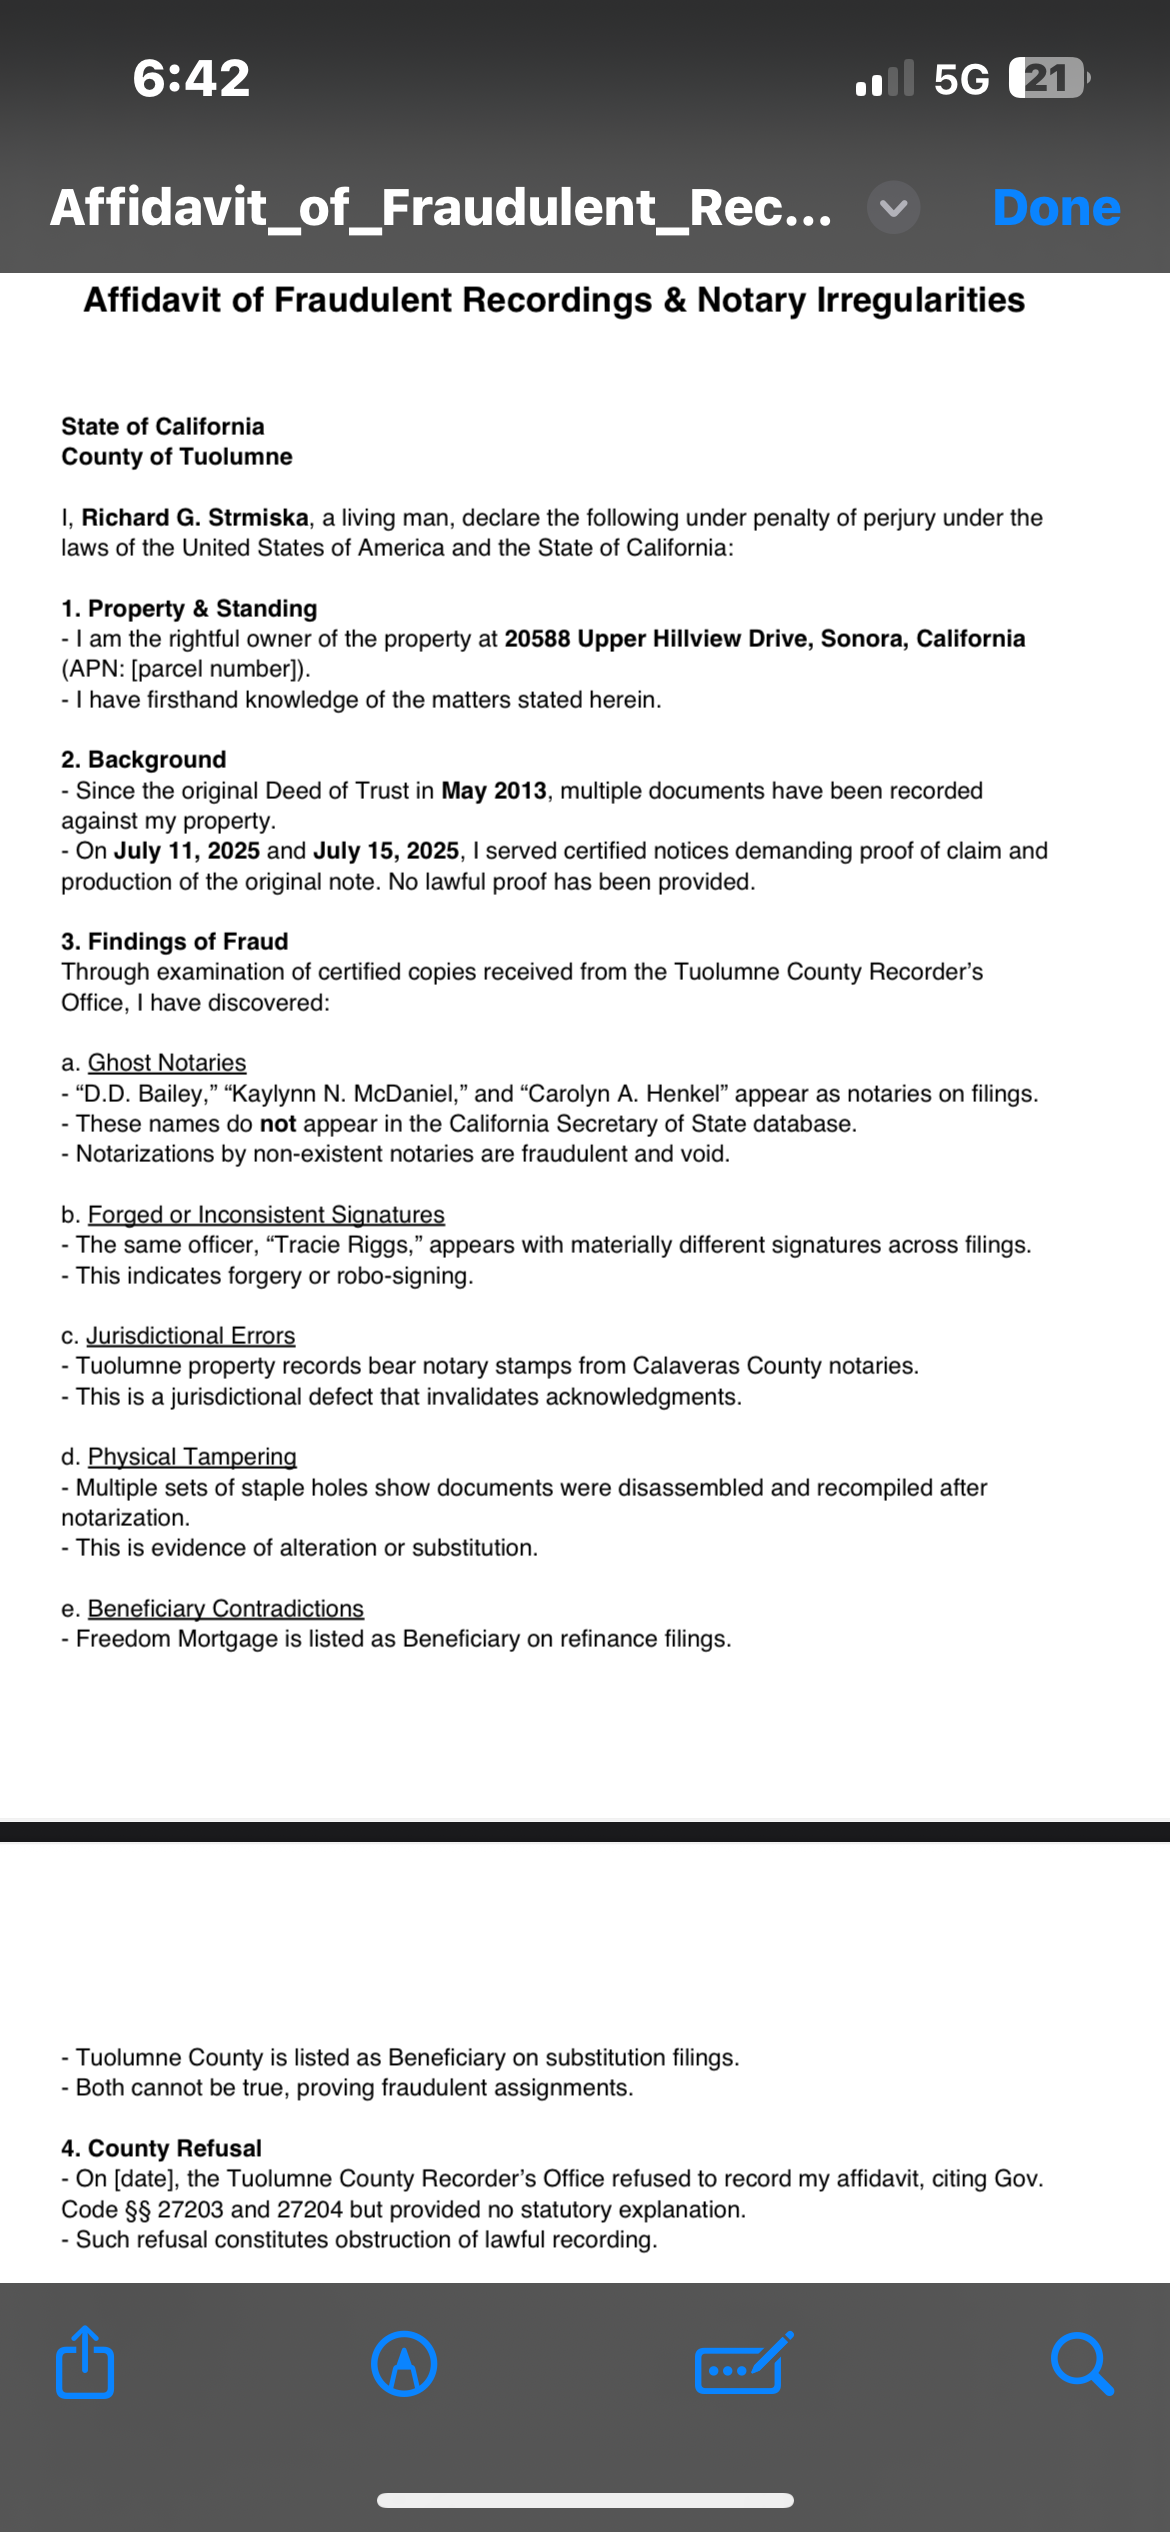 6:42
5G 21
Affidavit_of_Fraudulent_Rec...
Done
Affidavit of Fraudulent Recordings & Notary Irregularities
State of California
County of Tuolumne
I, Richard G. Strmiska, a living man, declare the following under penalty of perjury under the
laws of the United States of America and the State of California:
1. Property & Standing
- I am the rightful owner of the property at 20588 Upper Hillview Drive, Sonora, California
(APN: [parcel number]).
- I have firsthand knowledge of the matters stated herein.
2. Background
- Since the original Deed of Trust in May 2013, multiple documents have been recorded
against my property.
- On July 11, 2025 and July 15, 2025, I served certified notices demanding proof of claim and
production of the original note. No lawful proof has been provided.
3. Findings of Fraud
Through examination of certified copies received from the Tuolumne County Recorder’s
Office, I have discovered:
a. Ghost Notaries
- “D.D. Bailey,” “Kaylynn N. McDaniel,” and “Carolyn A. Henkel” appear as notaries on filings.
- These names do not appear in the California Secretary of State database.
- Notarizations by non-existent notaries are fraudulent and void.
b. Forged or Inconsistent Signatures
- The same officer, “Tracie Riggs,” appears with materially different signatures across filings.
- This indicates forgery or robo-signing.
c. Jurisdictional Errors
- Tuolumne property records bear notary stamps from Calaveras County notaries.
- This is a jurisdictional defect that invalidates acknowledgments.
d. Physical Tampering
- Multiple sets of staple holes show documents were disassembled and recompiled after
notarization.
- This is evidence of alteration or substitution.
e. Beneficiary Contradictions
- Freedom Mortgage is listed as Beneficiary on refinance filings.
- Tuolumne County is listed as Beneficiary on substitution filings.
- Both cannot be true, proving fraudulent assignments.
4. County Refusal
- On [date], the Tuolumne County Recorder’s Office refused to record my affidavit, citing Gov.
Code §§ 27203 and 27204 but provided no statutory explanation.
- Such refusal constitutes obstruction of lawful recording.